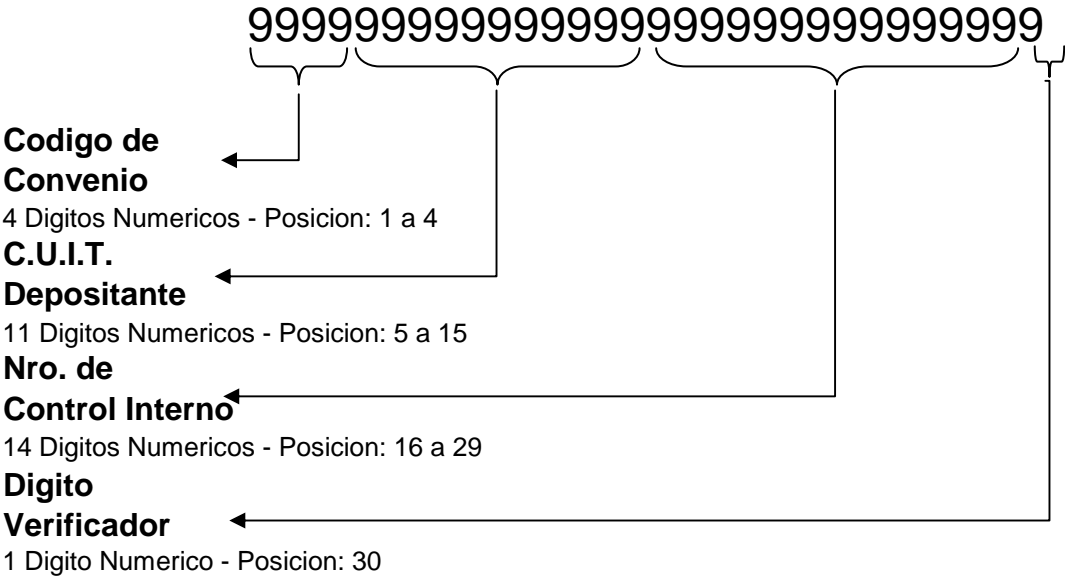 999999999999999999999999999999
Codigo de
Convenio
4 Digitos Numericos - Posicion: 1 a 4
C.U.I.T.
Depositante
11 Digitos Numericos - Posicion: 5 a 15
Nro. de
Control Interno
14 Digitos Numericos - Posicion: 16 a 29
Digito
Verificador
1 Digito Numerico - Posicion: 30